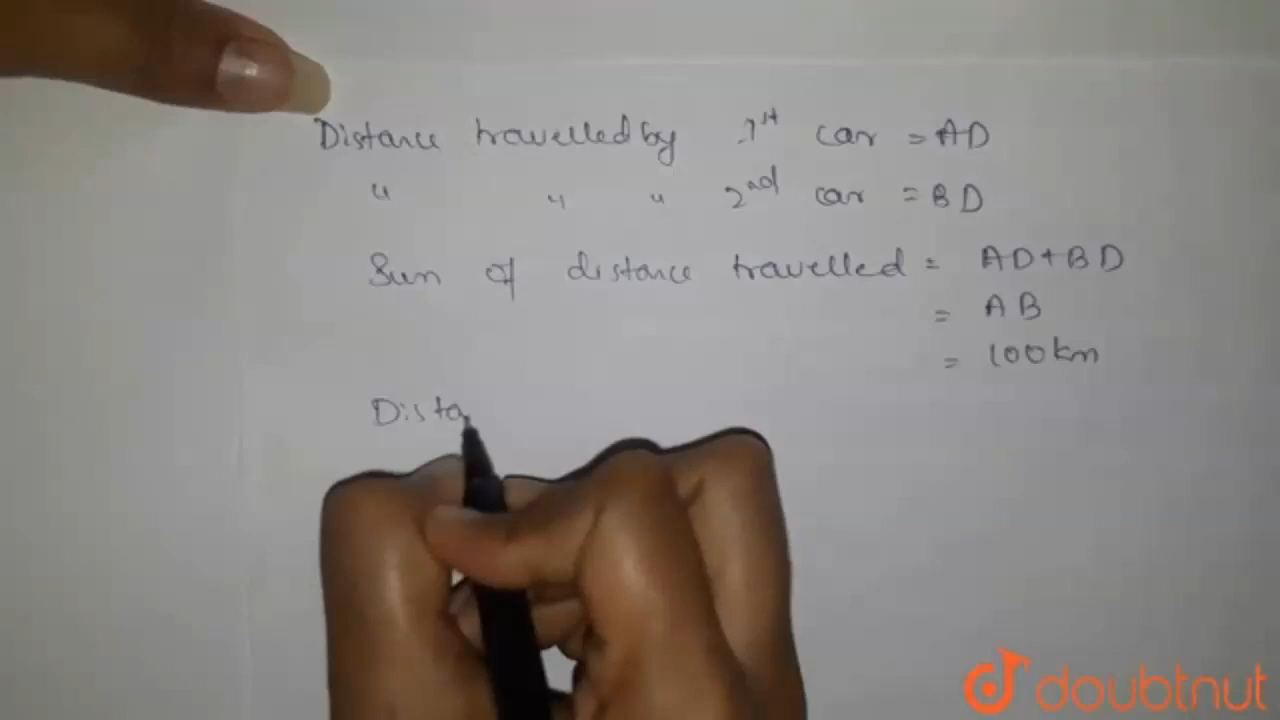 Distance travelled by 1st car = AD
" " " 2nd car = BD
Sum of distance travelled = AD+BD
= AB
= 100km
Dista
doubtnut